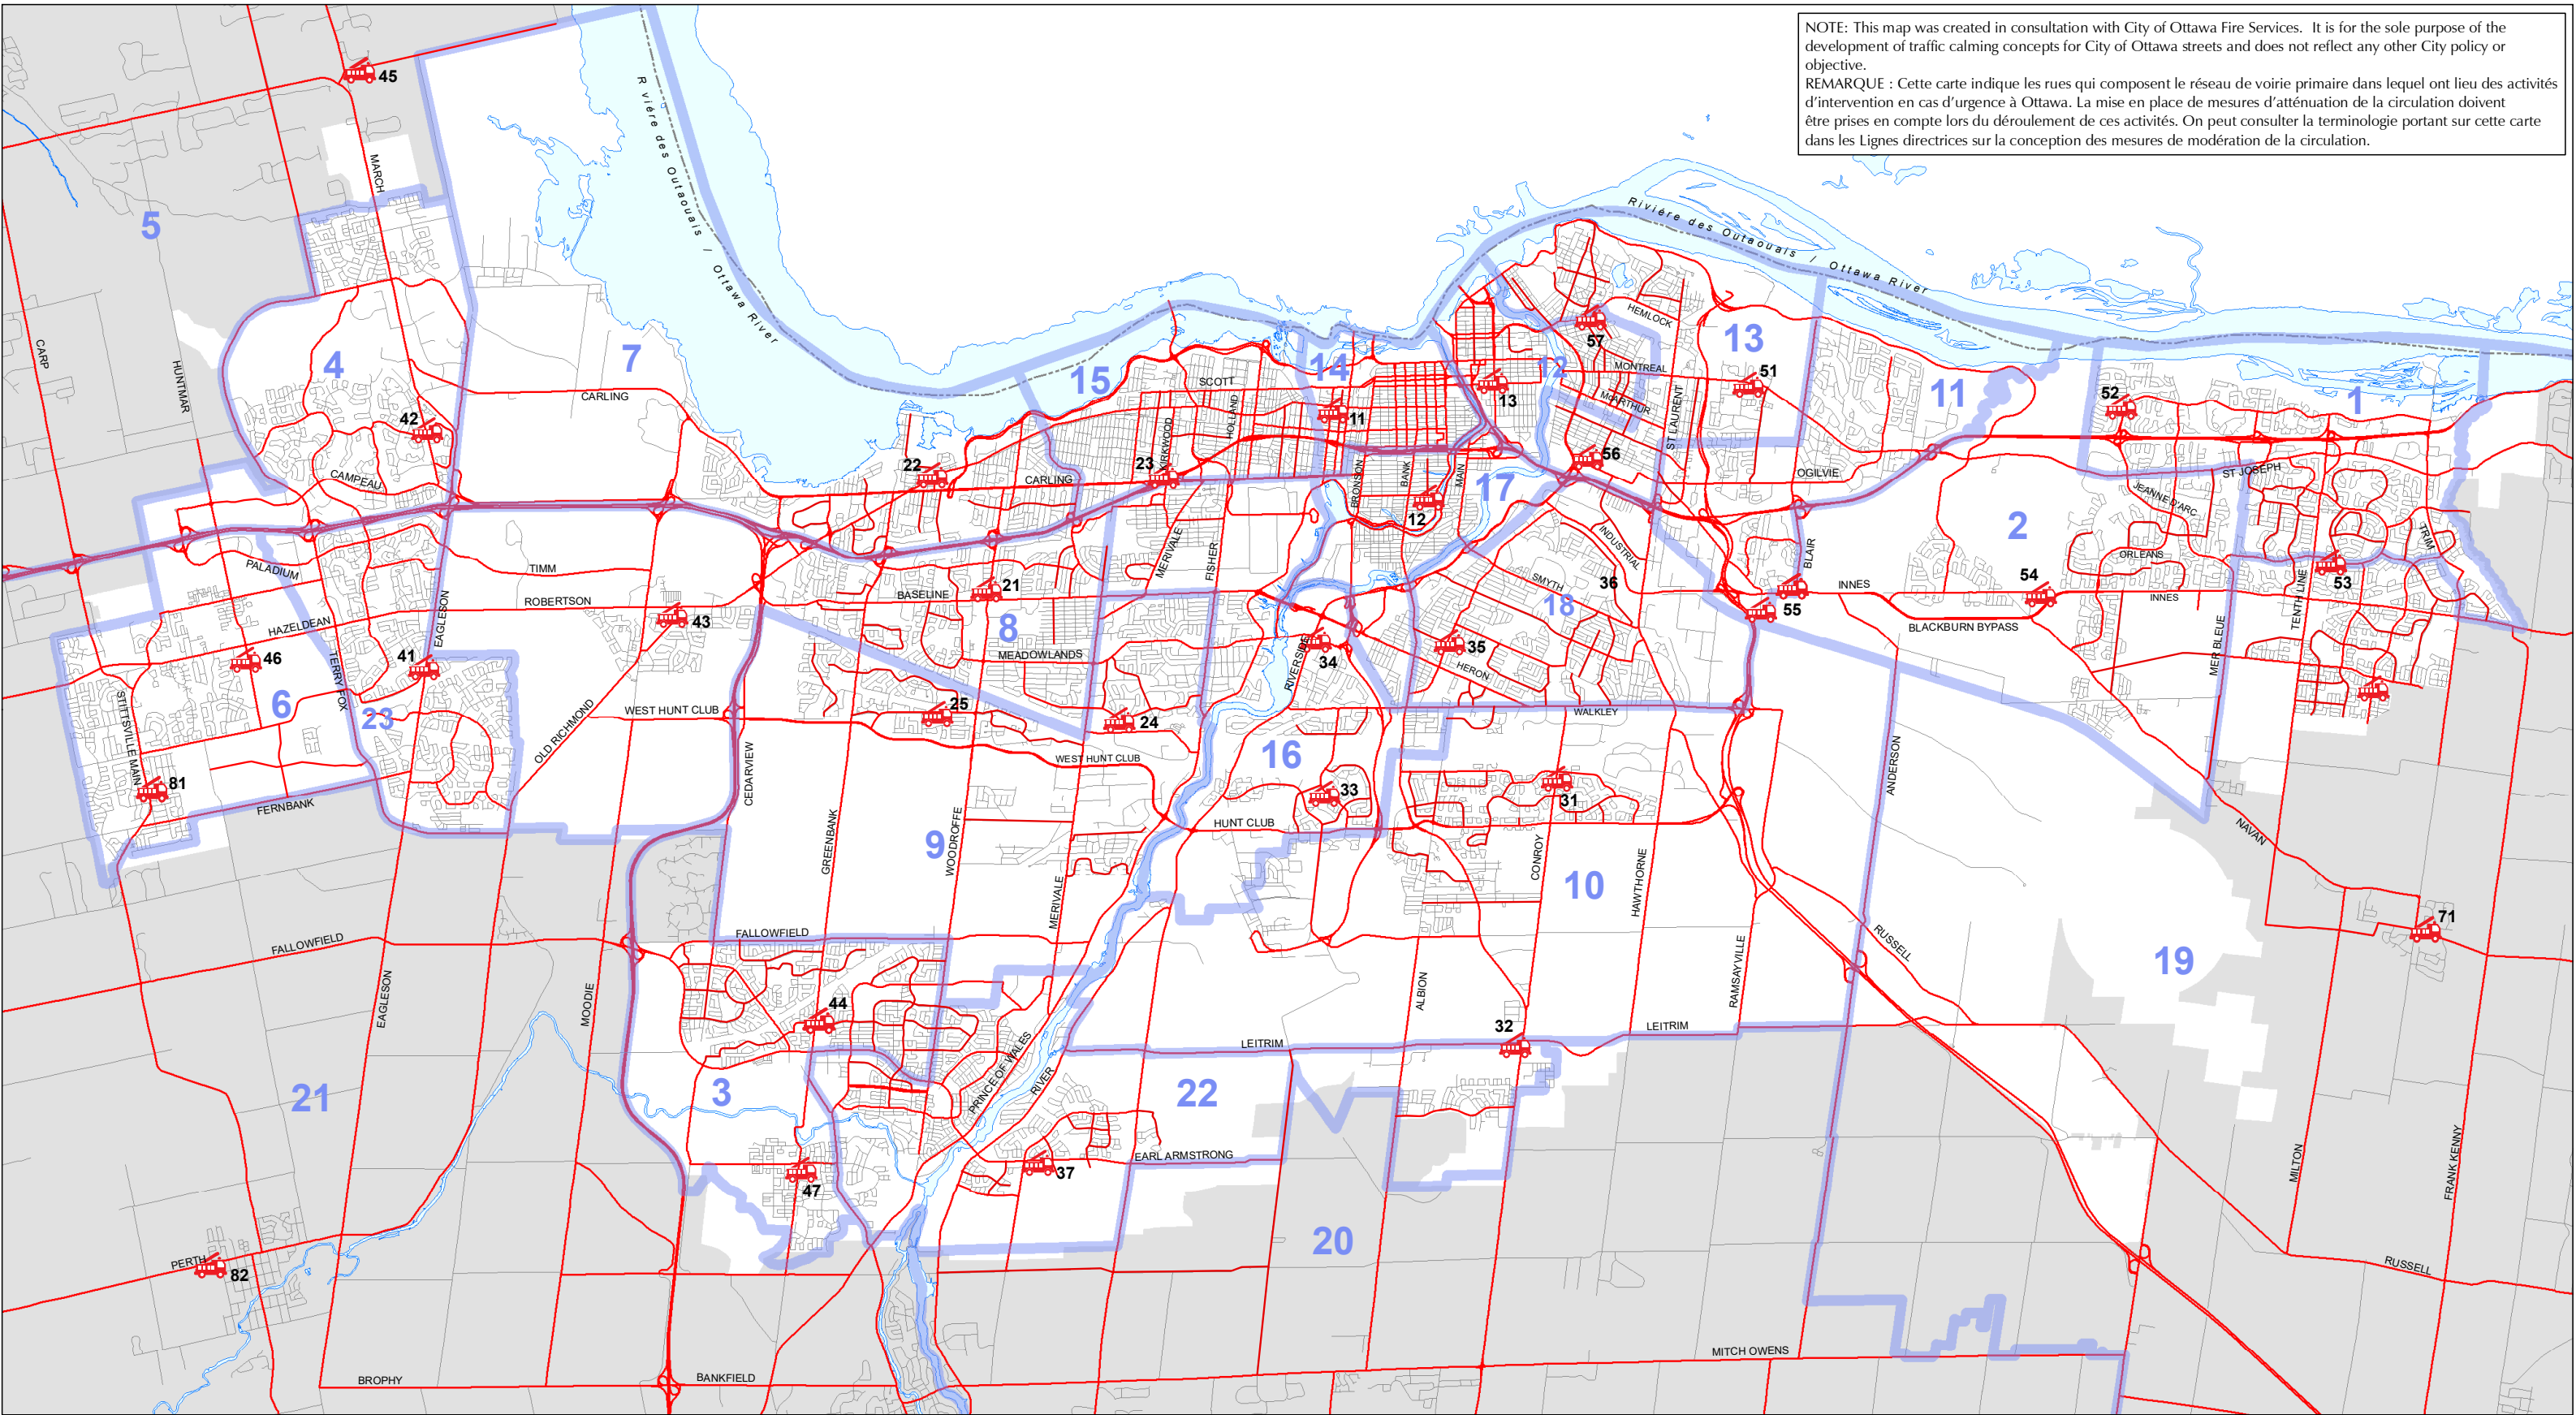 NOTE: This map was created in consultation with City of Ottawa Fire Services.  It is for the sole purpose of the
development of traffic calming concepts for City of Ottawa streets and does not reflect any other City policy or
objective.
REMARQUE : Cette carte indique les rues qui composent le réseau de voirie primaire dans lequel ont lieu des activités
d'intervention en cas d'urgence à Ottawa. La mise en place de mesures d'atténuation de la circulation doivent
être prises en compte lors du déroulement de ces activités. On peut consulter la terminologie portant sur cette carte
dans les Lignes directrices sur la conception des mesures de modération de la circulation.
45
MARCH
5
R viére des Outaouais / Ottawa River
Riviére des Outaouais / Ottawa River
CARP
HUNTMAR
4
7
CARLING
42
CAMPEAU
15
SCOTT
HOLLAND
KIRKWOOD
14
11
13
12
57
HEMLOCK
MONTREAL
McARTHUR
ST LAURENT
13
51
11
52
1
22
CARLING
23
BRONSON
BANK
MAIN
12
17
56
OGILVIE
ST JOSEPH
JEANNE D'ARC
2
TRIM
INDUSTRIAL
BLAIR
ORLEANS
PALADIUM
TIMM
ROBERTSON
EAGLESON
HAZELDEAN
43
BASELINE
21
8
MEADOWLANDS
MERIVALE
FISHER
SMYTH
36
18
INNES
55
54
INNES
BLACKBURN BYPASS
53
TENTH LINE
MER BLEUE
46
41
TERRY FOX
6
23
STITTSVILLE MAIN
81
FERNBANK
OLD RICHMOND
WEST HUNT CLUB
CEDARVIEW
25
24
WEST HUNT CLUB
RIVERSIDE
34
35
HERON
WALKLEY
16
33
31
HUNT CLUB
ANDERSON
NAVAN
GREENBANK
WOODROFFE
9
MERIVALE
CONROY
HAWTHORNE
10
RAMSAYVILLE
RUSSELL
71
19
FALLOWFIELD
FALLOWFIELD
EAGLESON
MOODIE
44
ALBION
32
LEITRIM
LEITRIM
PRINCE OF WALES
RIVER
3
21
22
EARL ARMSTRONG
37
47
20
MILTON
FRANK KENNY
PERTH
82
RUSSELL
MITCH OWENS
BROPHY
BANKFIELD